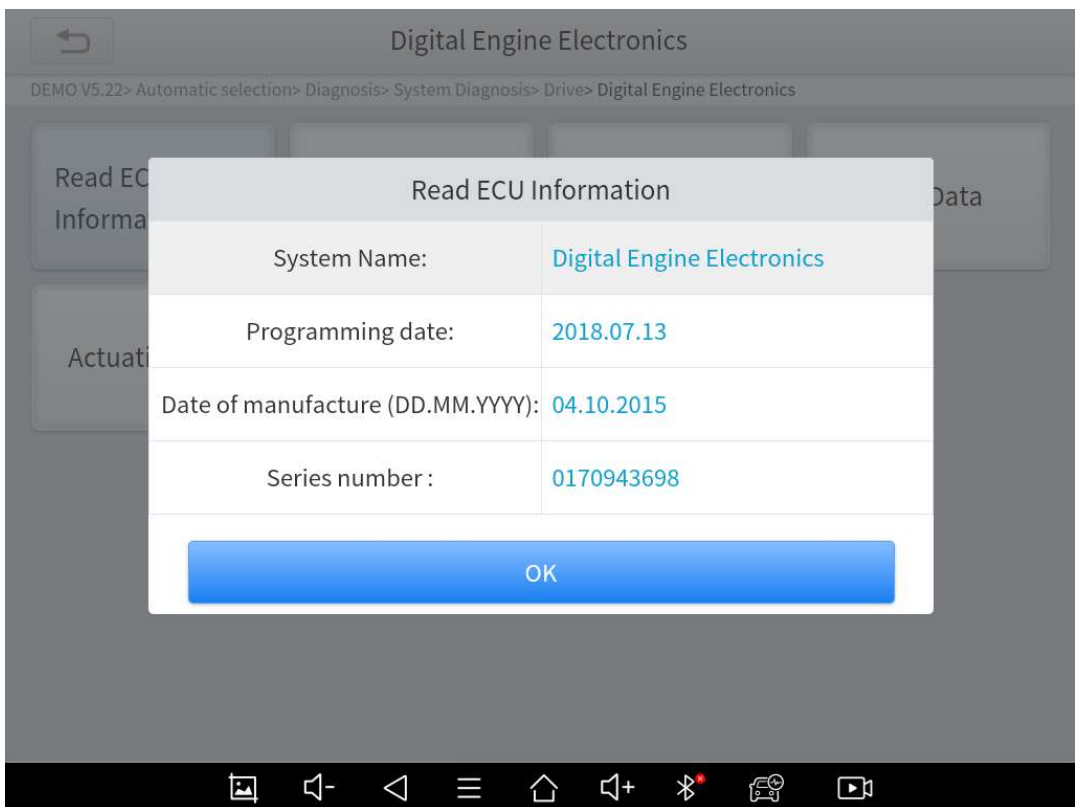 Digital Engine Electronics
DEMO V5.22> Automatic selection> Diagnosis> System Diagnosis> Drive> Digital Engine Electronics
Read EC
Informa
Data
Actuati
Read ECU Information
System Name: Digital Engine Electronics
Programming date: 2018.07.13
Date of manufacture (DD.MM.YYYY): 04.10.2015
Series number : 0170943698
OK